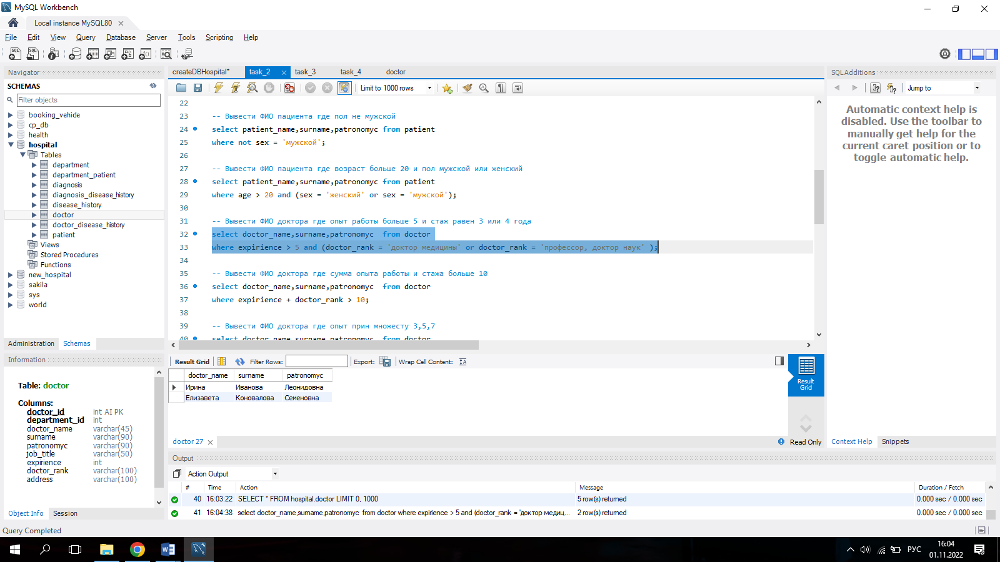 MySQL Workbench
Local instance MySQL80
File Edit View Query Database Server Tools Scripting Help
Navigator
SCHEMAS
Filter objects
booking_vehide
cp_db
health
hospital
Tables
department
department_patient
diagnosis
diagnosis_disease_history
disease_history
doctor
doctor_disease_history
patient
Views
Stored Procedures
Functions
new_hospital
sakila
sys
world
Administration Schemas
Information
Table: doctor
Columns:
doctor_id int AI PK
department_id int
doctor_name varchar(45)
surname varchar(90)
patronomyc varchar(90)
job_title varchar(50)
expirience int
doctor_rank varchar(100)
address varchar(100)
Object Info Session
Query Completed
createDBHospital* task_2 task_3 task_4 doctor
Limit to 1000 rows
22
23 -- Вывести ФИО пациента где пол не мужской
24 select patient_name,surname,patronomyc from patient
where not sex = 'мужской';
26
27 -- Вывести ФИО пациента где возраст больше 20 и пол мужской или женский
28 select patient_name,surname,patronomyc from patient
29 where age > 20 and (sex = 'женский' or sex = 'мужской');
30
31 -- Вывести ФИО доктора где опыт работы больше 5 и стаж равен 3 или 4 года
32 select doctor_name,surname,patronomyc from doctor
33 where expirience > 5 and (doctor_rank = 'доктор медицины' or doctor_rank = 'профессор, доктор наук' );
34
35 -- Вывести ФИО доктора где сумма опыта работы и стажа больше 10
36 select doctor_name,surname,patronomyc from doctor
37 where expirience + doctor_rank > 10;
38
39 -- Вывести ФИО доктора где опыт прин множесту 3,5,7
40 select doctor_name,surname,patronomyc from doctor
Result Grid Filter Rows: Export: Wrap Cell Content:
doctor_name surname patronomyc
Ирина Иванова Леонидовна
Елизавета Коновалова Семеновна
Result
Grid
doctor 27
Read Only
Output
Action Output
# Time Action Message Duration / Fetch
40 16:03:22 SELECT * FROM hospital.doctor LIMIT 0, 1000 5 row(s) returned 0.000 sec / 0.000 sec
41 16:04:38 select doctor_name,surname,patronomyc from doctor where expirience > 5 and (doctor_rank = 'доктор медиц... 2 row(s) returned 0.000 sec / 0.000 sec
SQLAdditions
Jump to
Automatic context help is
disabled. Use the toolbar to
manually get help for the
current caret position or to
toggle automatic help.
Context Help Snippets
РУС
16:04
01.11.2022